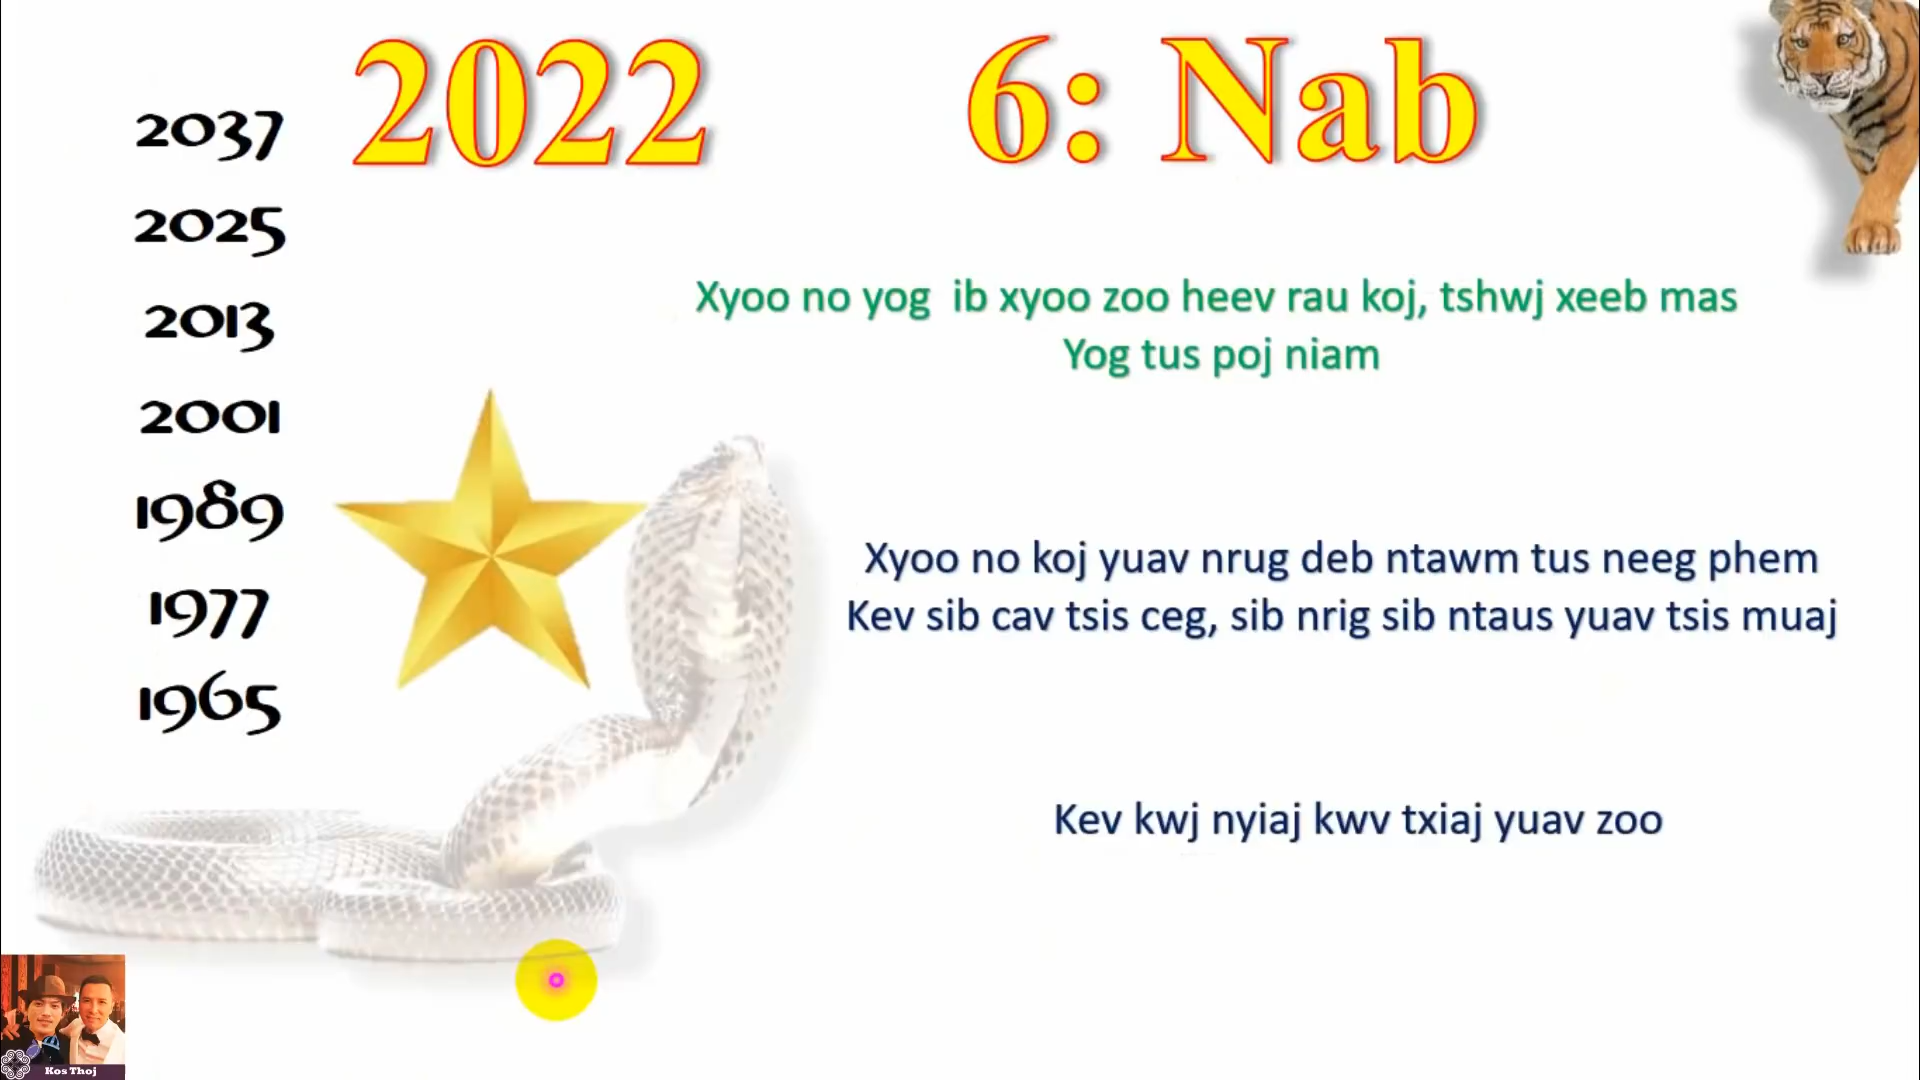 2022
6: Nab
2037
2025
2013
2001
1989
1977
1965
Xyoo no yog ib xyoo zoo heev rau koj, tshwj xeeb mas
Yog tus poj niam
Xyoo no koj yuav nrug deb ntawm tus neeg phem
Kev sib cav tsis ceg, sib nrig sib ntaus yuav tsis muaj
Kev kwj nyiaj kwv txiaj yuav zoo
Kos Thoj